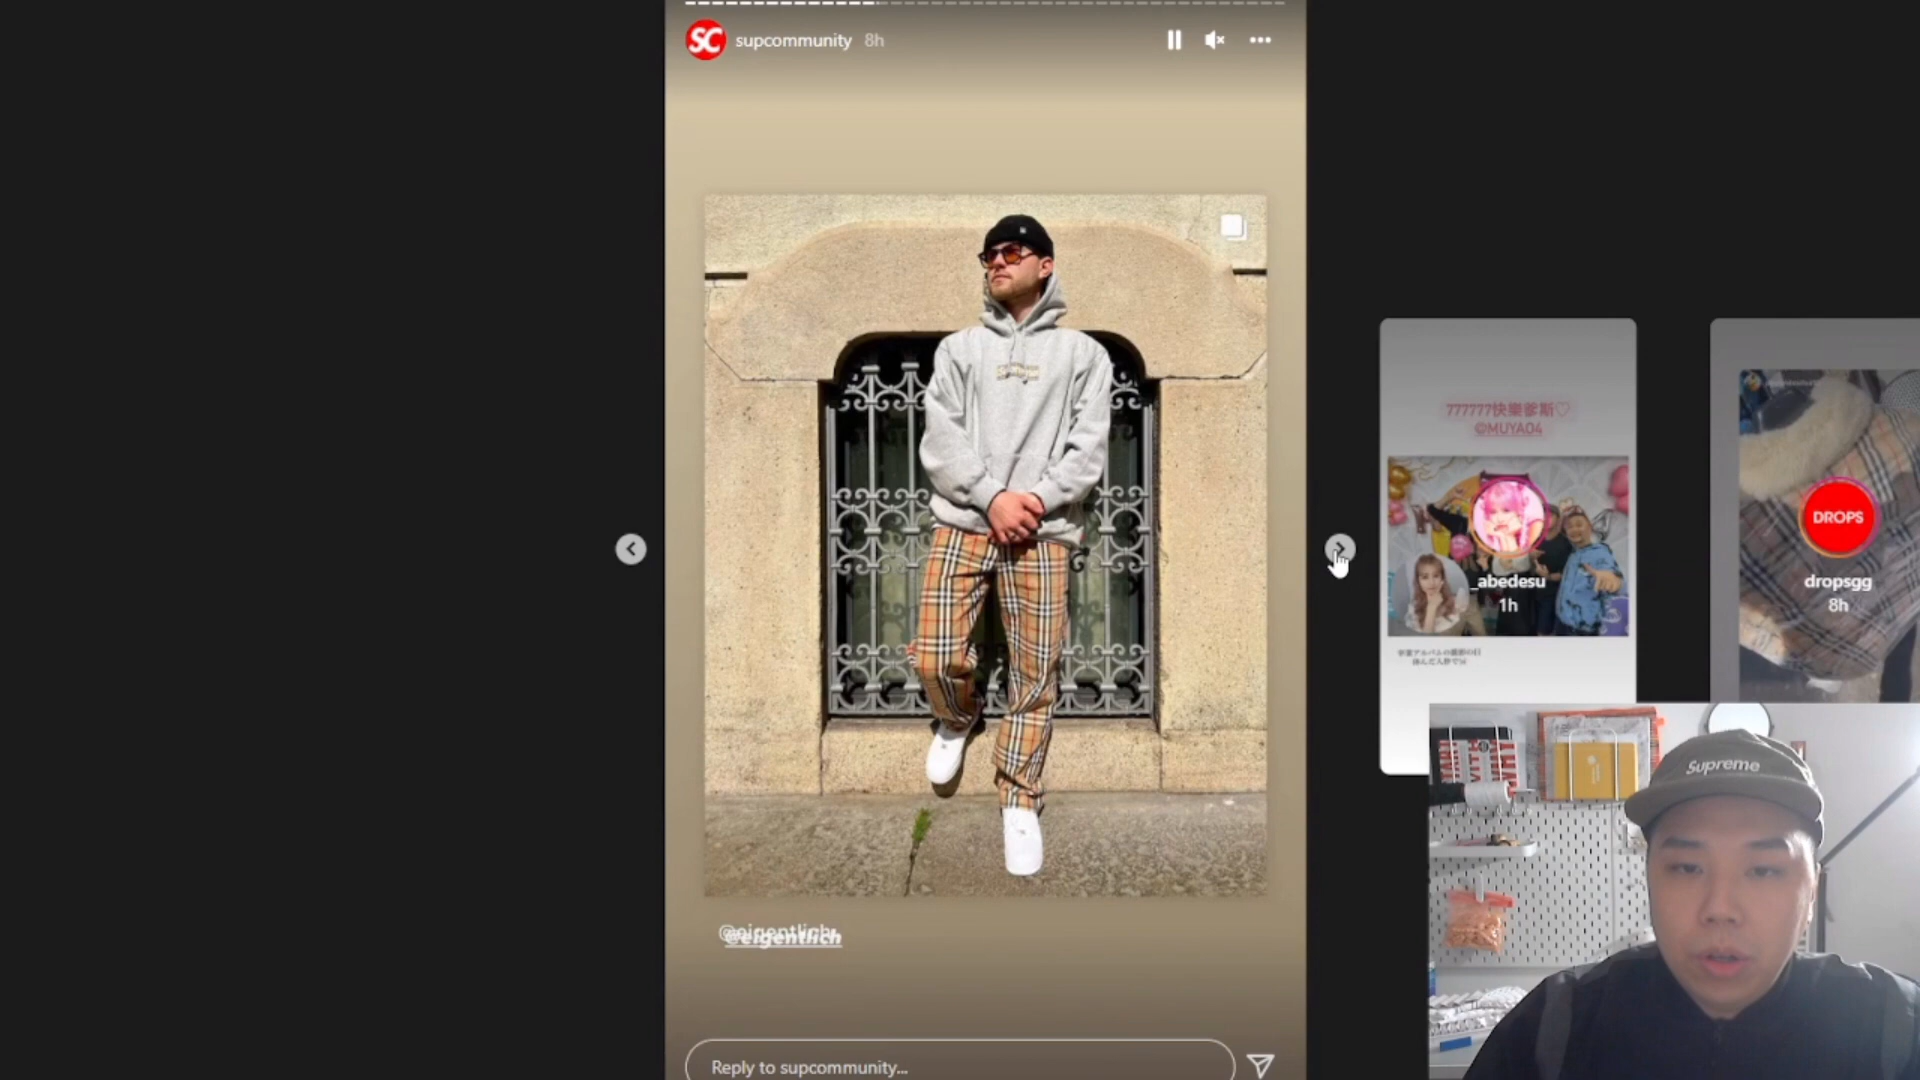 SC
supcommunity 8h
@eigentlich
@eigentlich
Reply to supcommunity...
777777快樂爹斯♡
@MUYA04
_abedesu
1h
DROPS
dropsgg
8h
Supreme